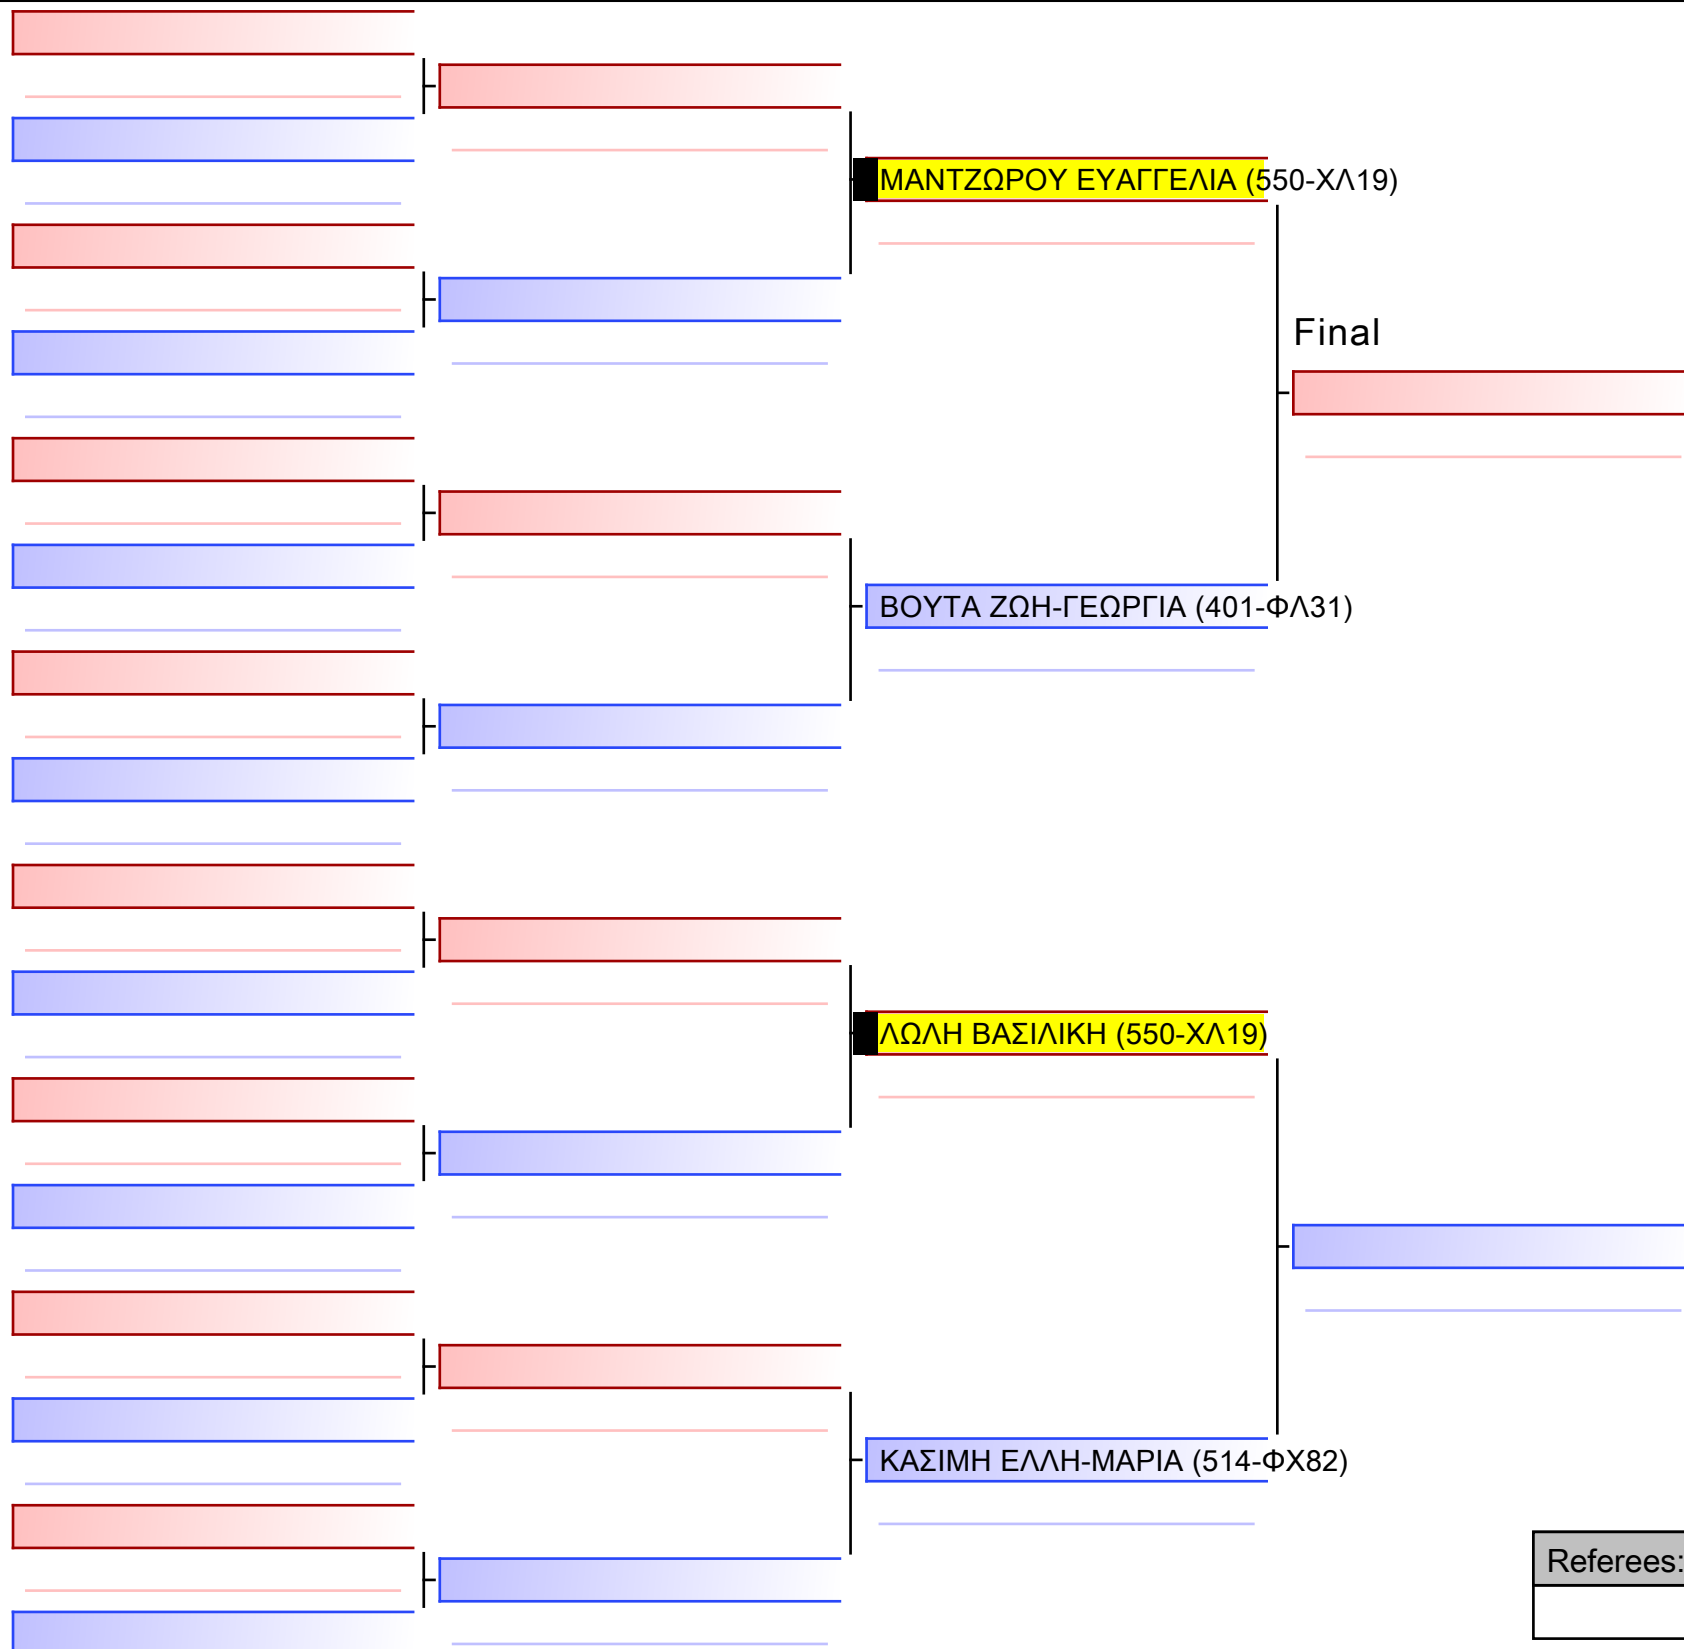 ΜΑΝΤΖΩΡΟΥ ΕΥΑΓΓΕΛΙΑ (550-ΧΛ19)
Final
ΒΟΥΤΑ ΖΩΗ-ΓΕΩΡΓΙΑ (401-ΦΛ31)
ΛΩΛΗ ΒΑΣΙΛΙΚΗ (550-ΧΛ19)
ΚΑΣΙΜΗ ΕΛΛΗ-ΜΑΡΙΑ (514-ΦΧ82)
Referees: